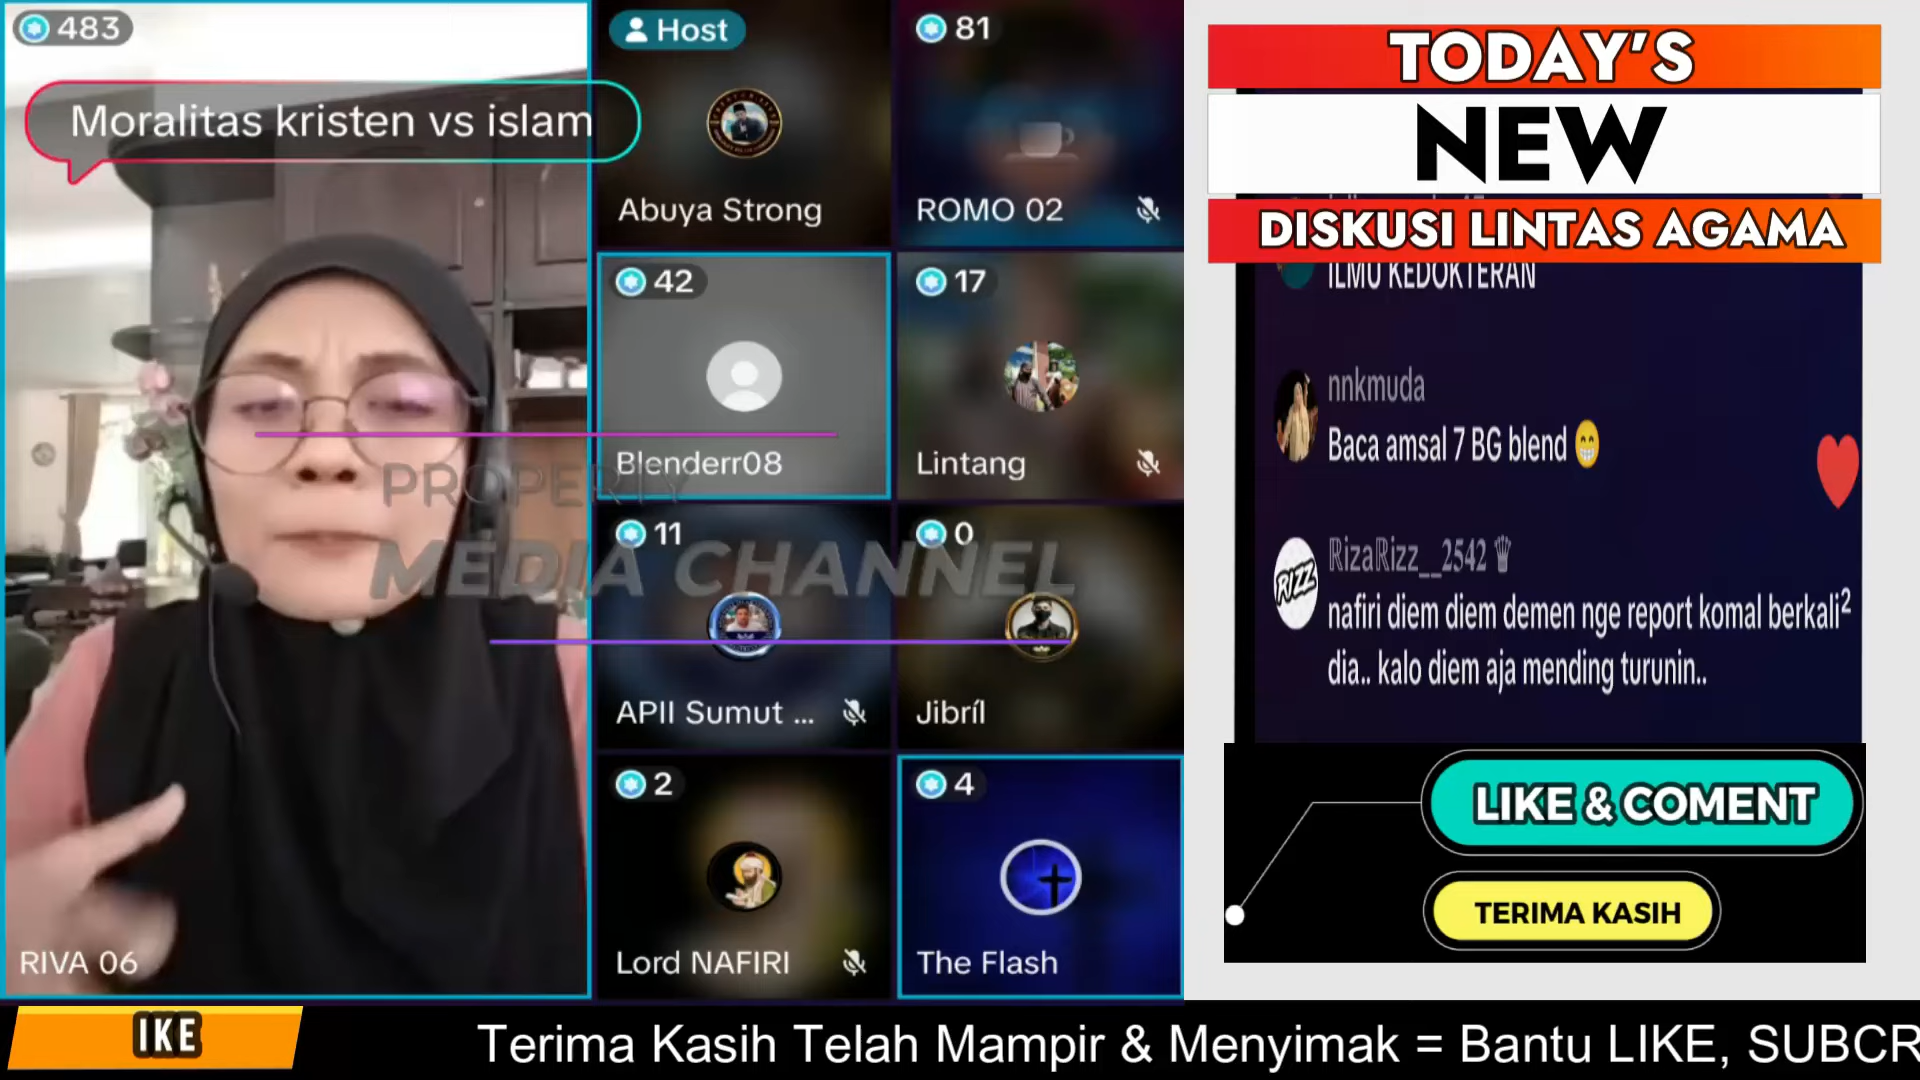 483
Moralitas kristen vs islam
RIVA 06
Host
Abuya Strong
81
ROMO 02
42
Blenderr08
17
Lintang
PROPERTY
MEDIA CHANNEL
11
APII Sumut ...
0
Jibríl
2
Lord NAFIRI
4
The Flash
TODAY'S
NEW
DISKUSI LINTAS AGAMA
ILMU KEDOKTERAN
nnkmuda
Baca amsal 7 BG blend 😁
RIZZ
ℝizaℝizz__2542 ♛
nafiri diem diem demen nge report komal berkali²
dia.. kalo diem aja mending turunin..
LIKE & COMENT
TERIMA KASIH
IKE
Terima Kasih Telah Mampir & Menyimak = Bantu LIKE, SUBCR